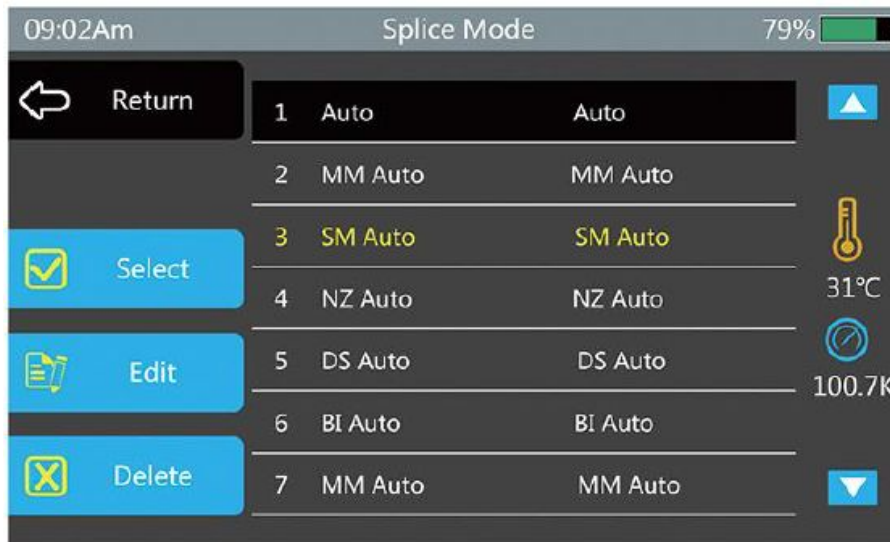 09:02Am Splice Mode 79%
Return
1 Auto Auto
2 MM Auto MM Auto
3 SM Auto SM Auto
Select
4 NZ Auto NZ Auto
31°C
5 DS Auto DS Auto
Edit
100.7K
6 BI Auto BI Auto
Delete
7 MM Auto MM Auto